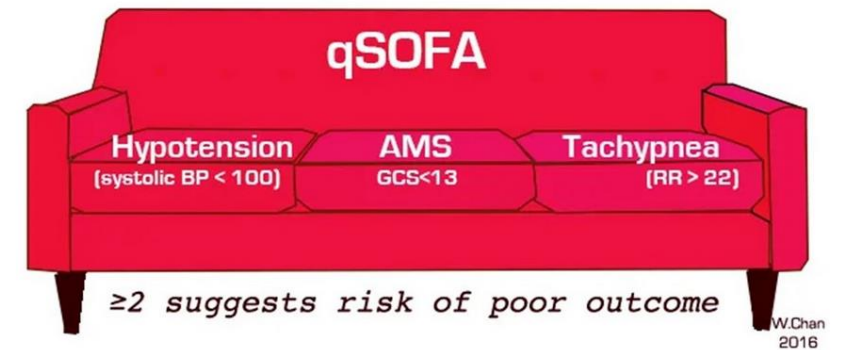 qSOFA
Hypotension AMS Tachypnea
(systolic BP < 100) GCS<13 (RR > 22)
≥2 suggests risk of poor outcome
W.Chan
2016